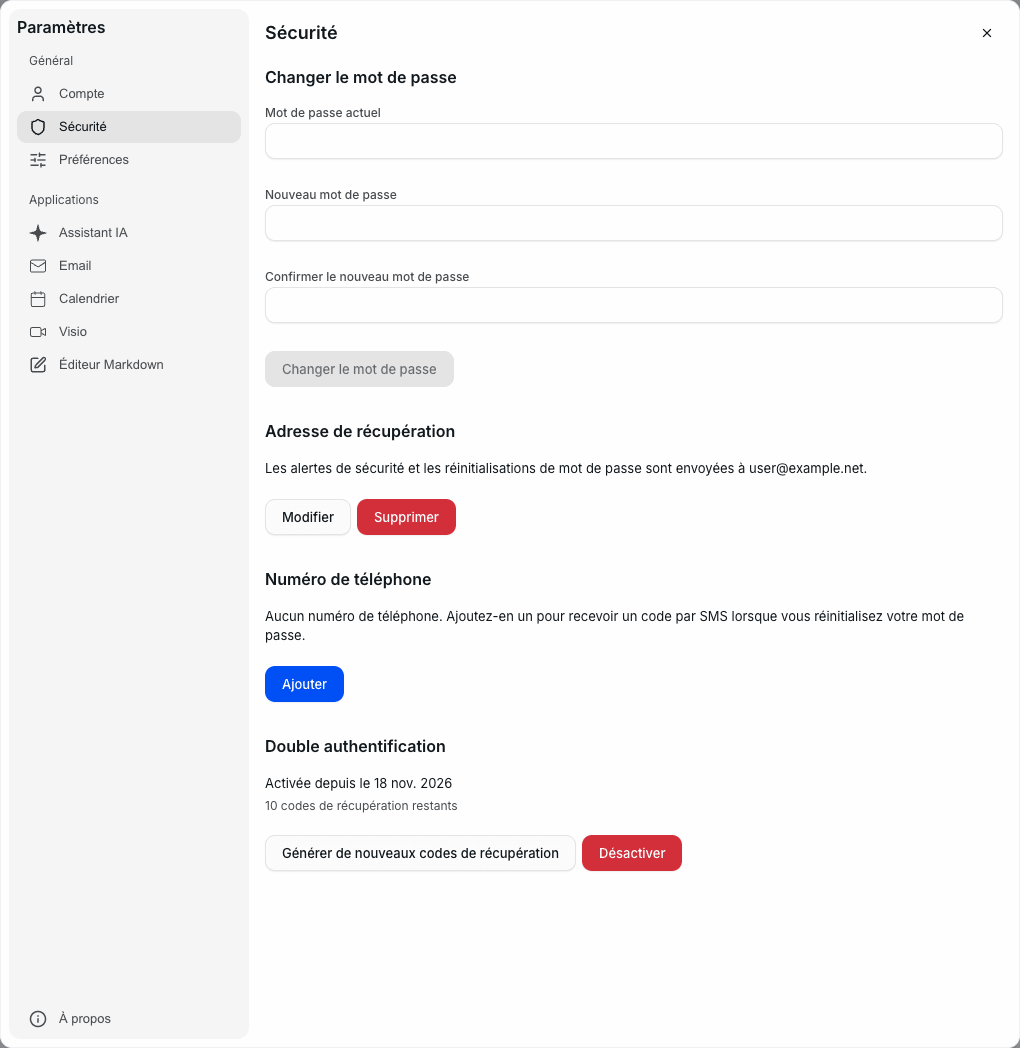 Paramètres
Général
Compte
Sécurité
Préférences
Applications
Assistant IA
Email
Calendrier
Visio
Éditeur Markdown
À propos
Sécurité
Changer le mot de passe
Mot de passe actuel
Nouveau mot de passe
Confirmer le nouveau mot de passe
Changer le mot de passe
Adresse de récupération
Les alertes de sécurité et les réinitialisations de mot de passe sont envoyées à user@example.net.
Modifier Supprimer
Numéro de téléphone
Aucun numéro de téléphone. Ajoutez-en un pour recevoir un code par SMS lorsque vous réinitialisez votre mot de
passe.
Ajouter
Double authentification
Activée depuis le 18 nov. 2026
10 codes de récupération restants
Générer de nouveaux codes de récupération Désactiver